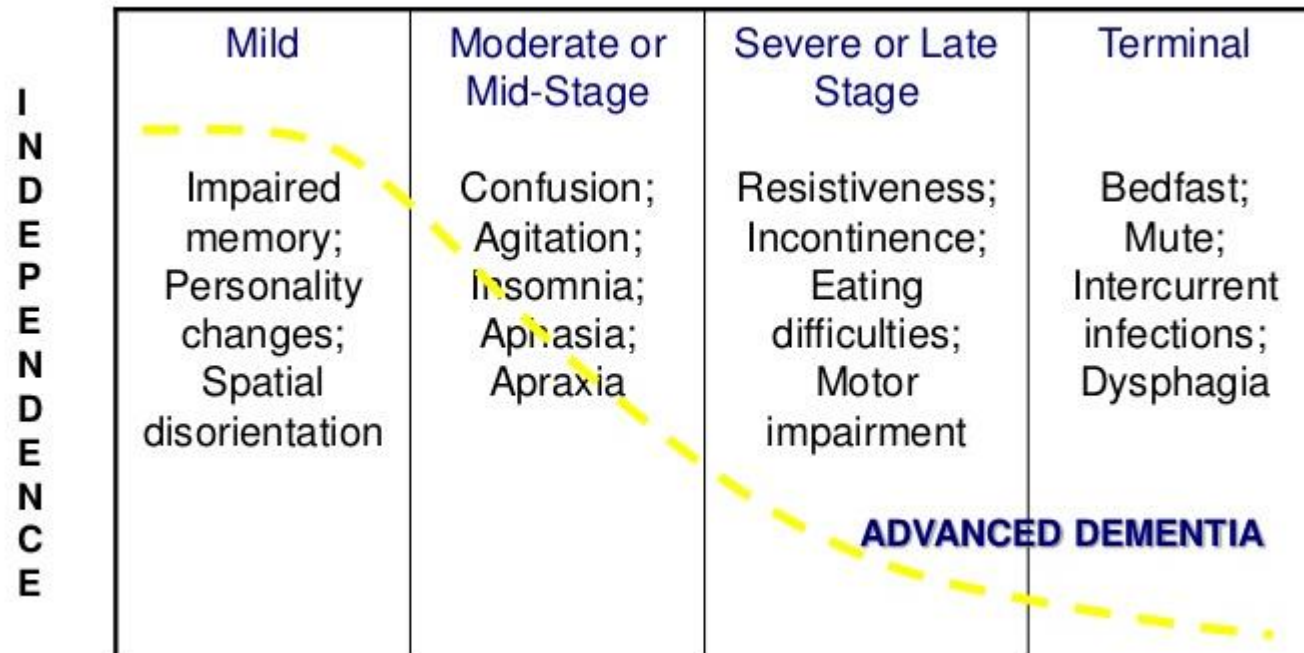 INDEPENDENCE
Mild
Impaired
memory;
Personality
changes;
Spatial
disorientation
Moderate or
Mid-Stage
Confusion;
Agitation;
Insomnia;
Aphasia;
Apraxia
Severe or Late
Stage
Resistiveness;
Incontinence;
Eating
difficulties;
Motor
impairment
Terminal
Bedfast;
Mute;
Intercurrent
infections;
Dysphagia
ADVANCED DEMENTIA